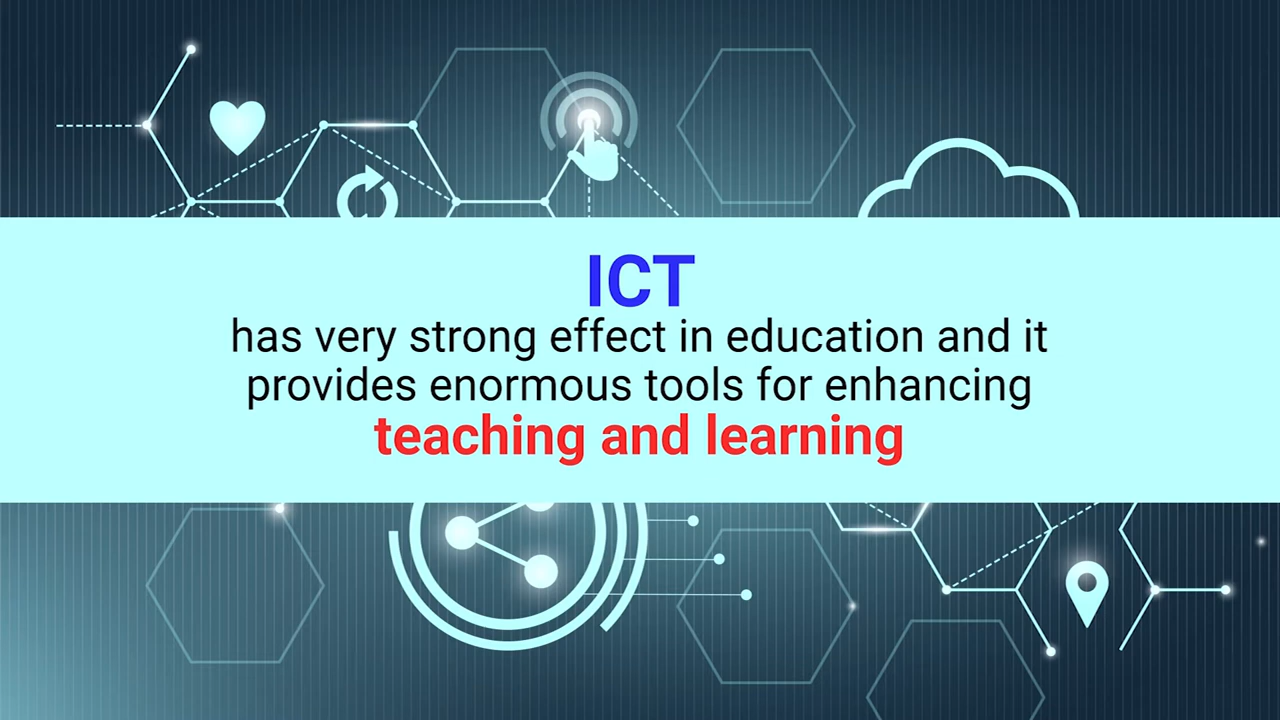 ICT
has very strong effect in education and it
provides enormous tools for enhancing
teaching and learning